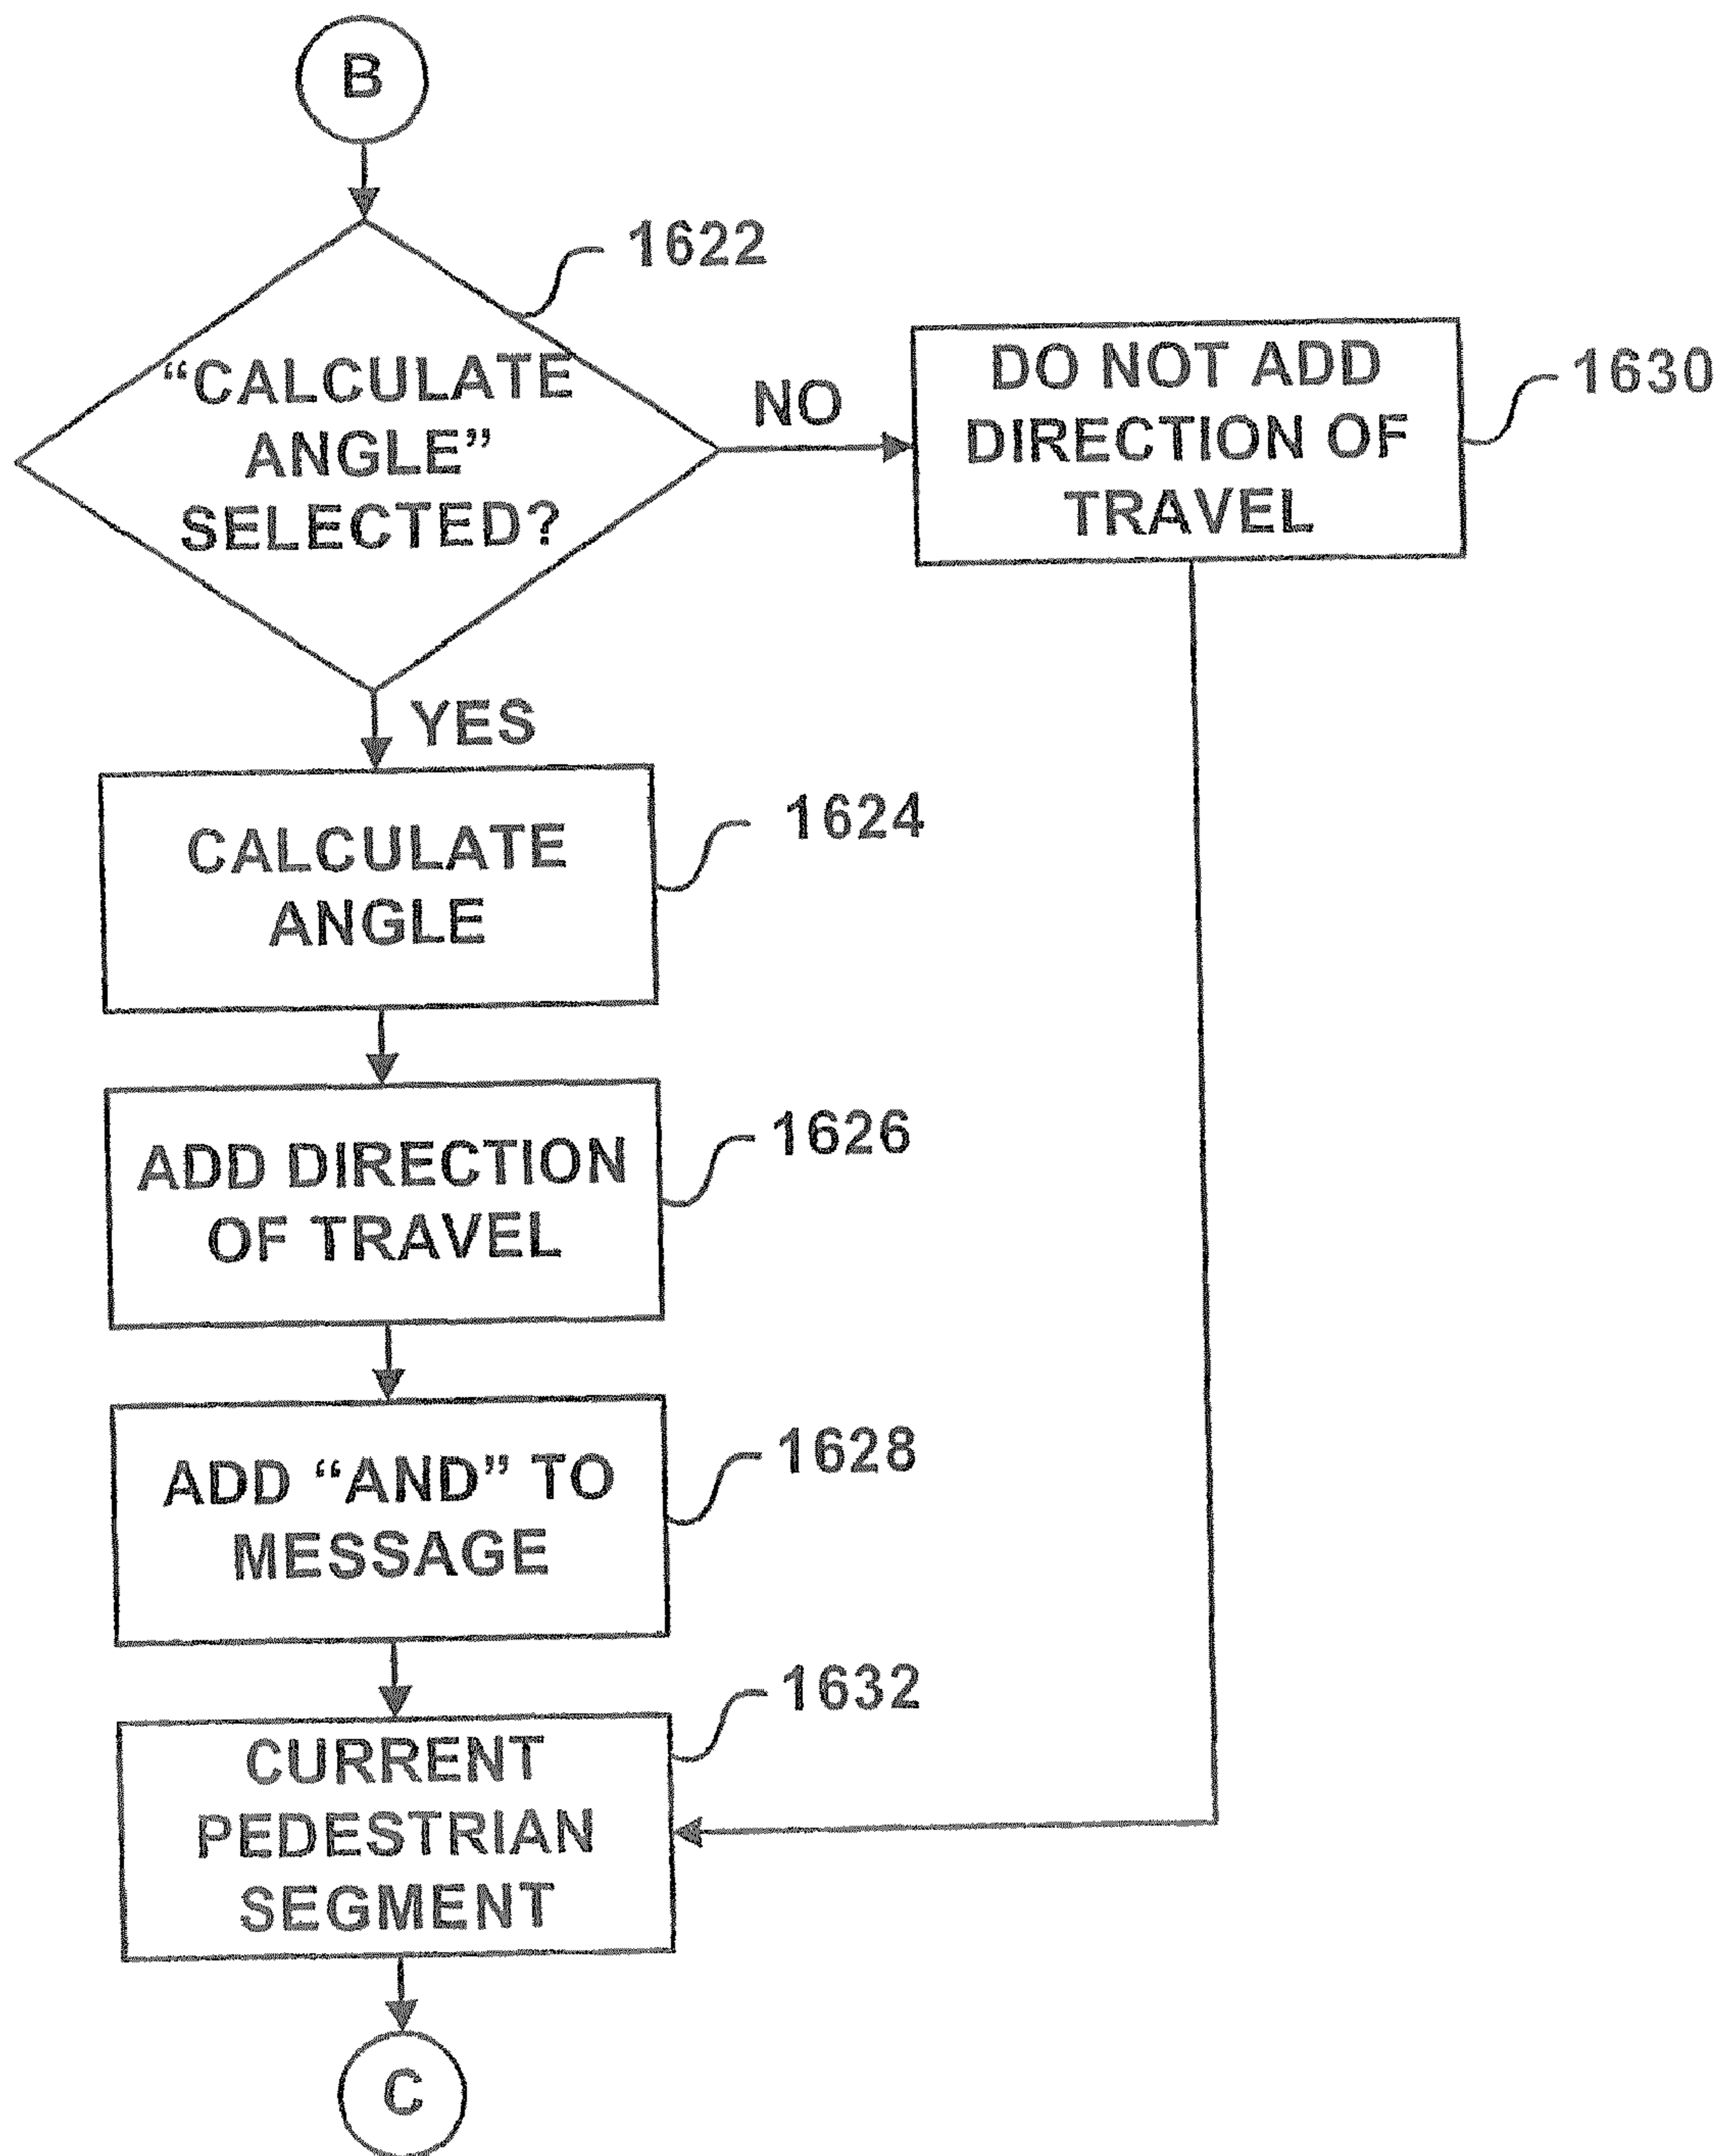 B
1622
“CALCULATE
ANGLE”
SELECTED?
NO
DO NOT ADD
DIRECTION OF
TRAVEL
1630
YES
CALCULATE
ANGLE
1624
ADD DIRECTION
OF TRAVEL
1626
ADD “AND” TO
MESSAGE
1628
CURRENT
PEDESTRIAN
SEGMENT
1632
C